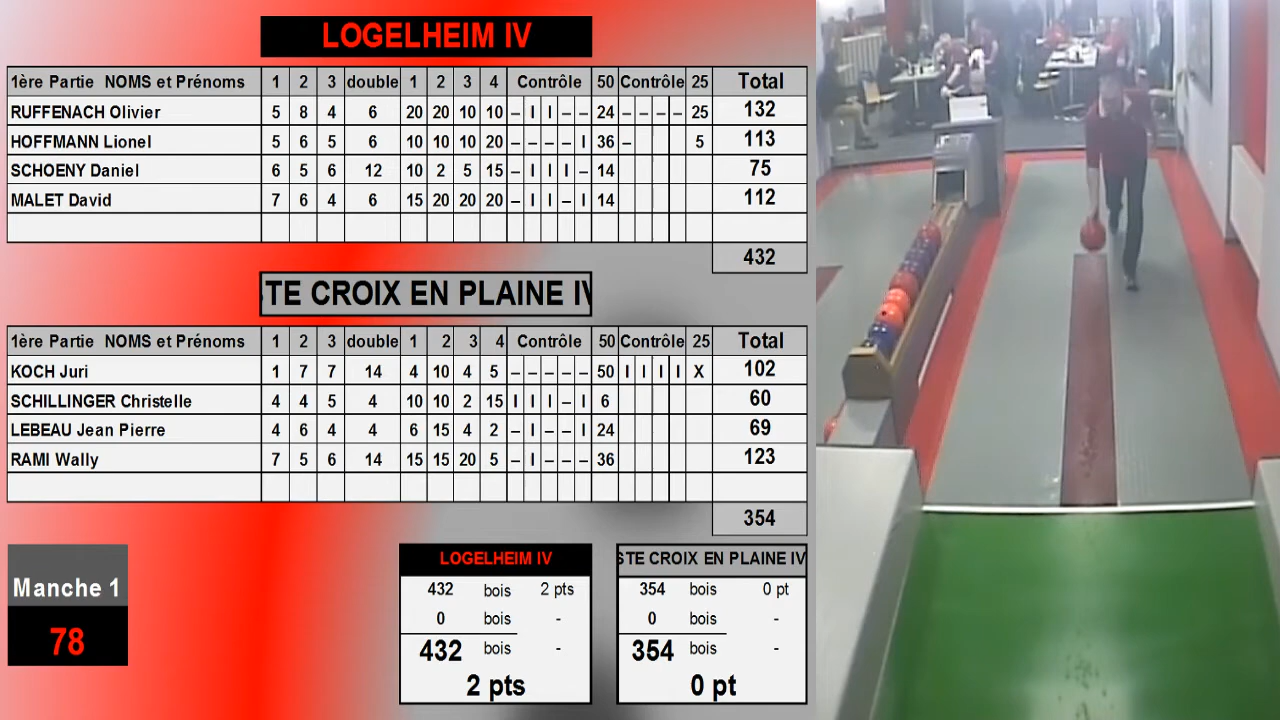 LOGELHEIM IV
1ère Partie NOMS et Prénoms 1 2 3 double 1 2 3 4 Contrôle 50 Contrôle 25 Total
RUFFENACH Olivier 5 8 4 6 20 20 10 10 – I I – – 24 – – – – 25 132
HOFFMANN Lionel 5 6 5 6 10 10 10 20 – – – – I 36 – 5 113
SCHOENY Daniel 6 5 6 12 10 2 5 15 – I I I – 14 75
MALET David 7 6 4 6 15 20 20 20 – I I – I 14 112
432
STE CROIX EN PLAINE IV
1ère Partie NOMS et Prénoms 1 2 3 double 1 2 3 4 Contrôle 50 Contrôle 25 Total
KOCH Juri 1 7 7 14 4 10 4 5 – – – – – 50 I I I I X 102
SCHILLINGER Christelle 4 4 5 4 10 10 2 15 I I I – I 6 60
LEBEAU Jean Pierre 4 6 4 4 6 15 4 2 – I – – I 24 69
RAMI Wally 7 5 6 14 15 15 20 5 – I – – – 36 123
354
Manche 1
78
LOGELHEIM IV
432 bois 2 pts
0 bois -
432 bois -
2 pts
STE CROIX EN PLAINE IV
354 bois 0 pt
0 bois -
354 bois -
0 pt